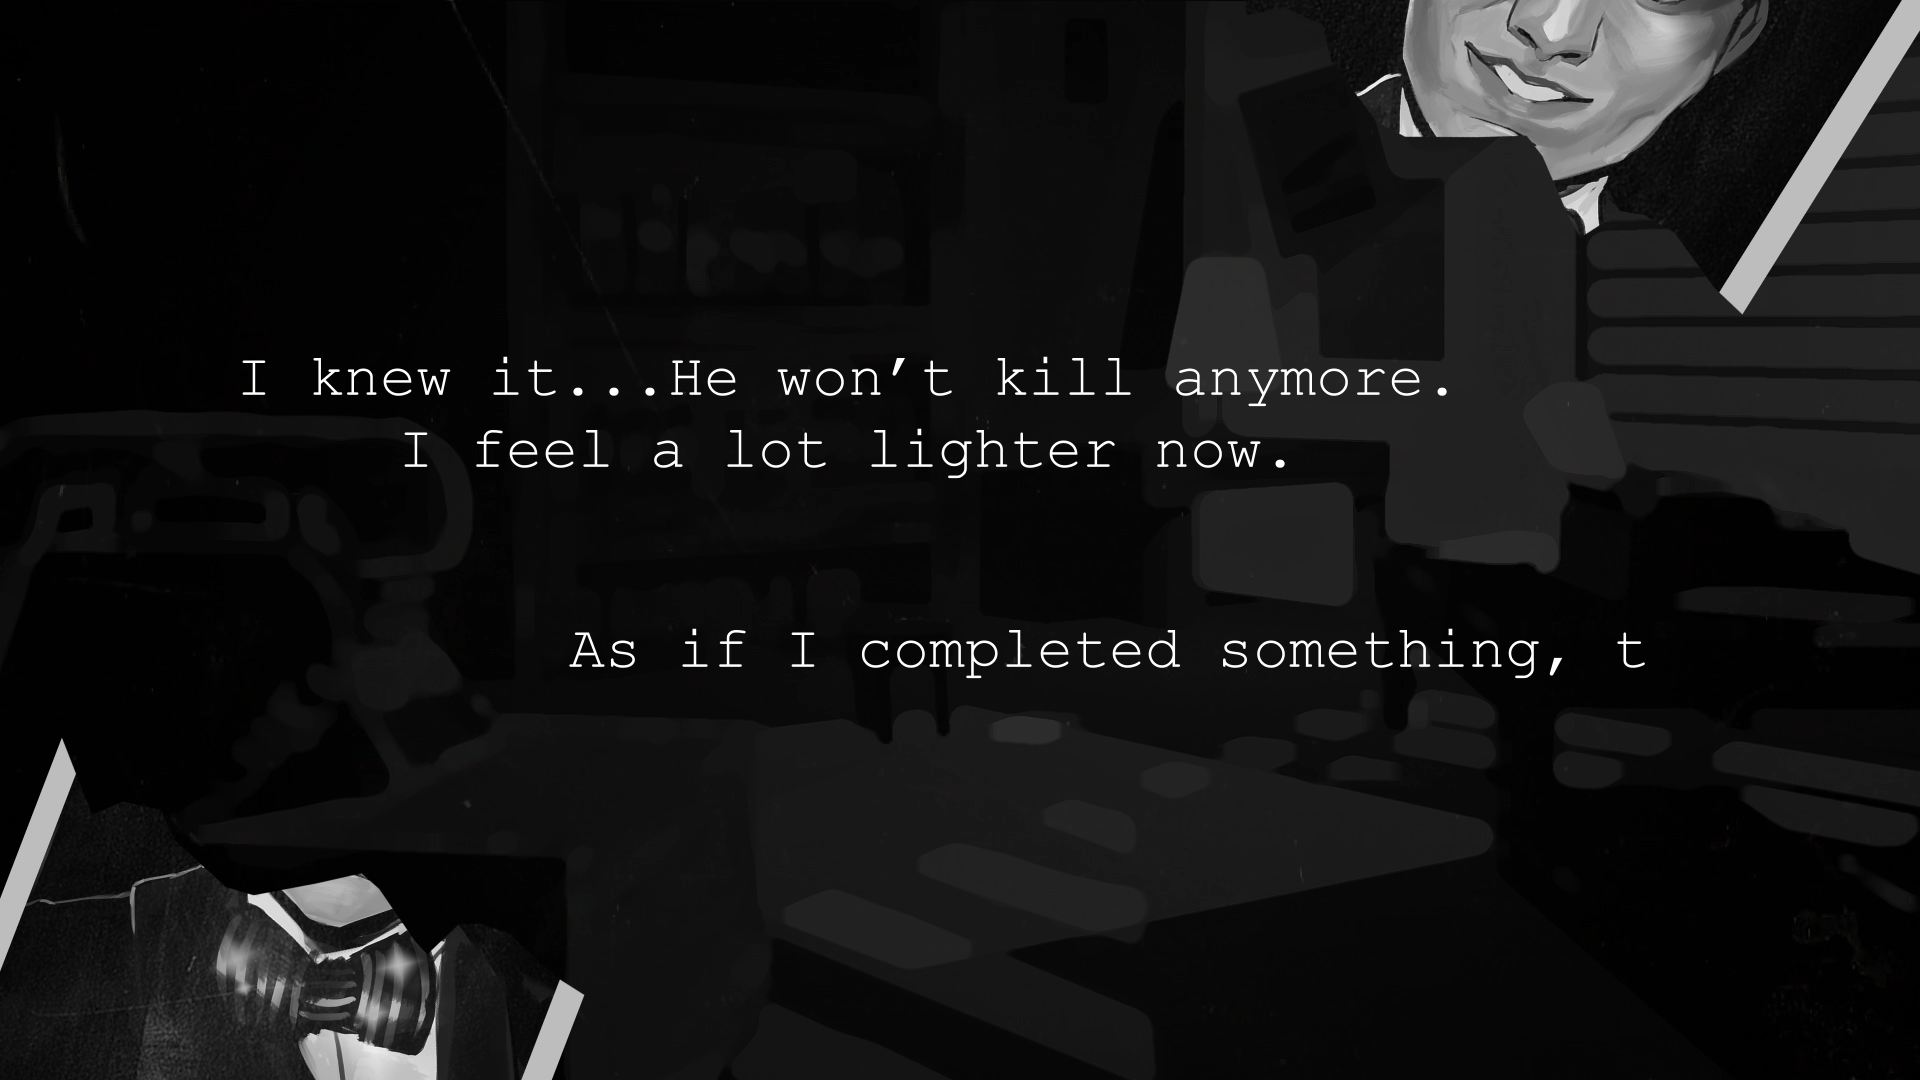 I knew it...He won’t kill anymore.
I feel a lot lighter now.
As if I completed something, t